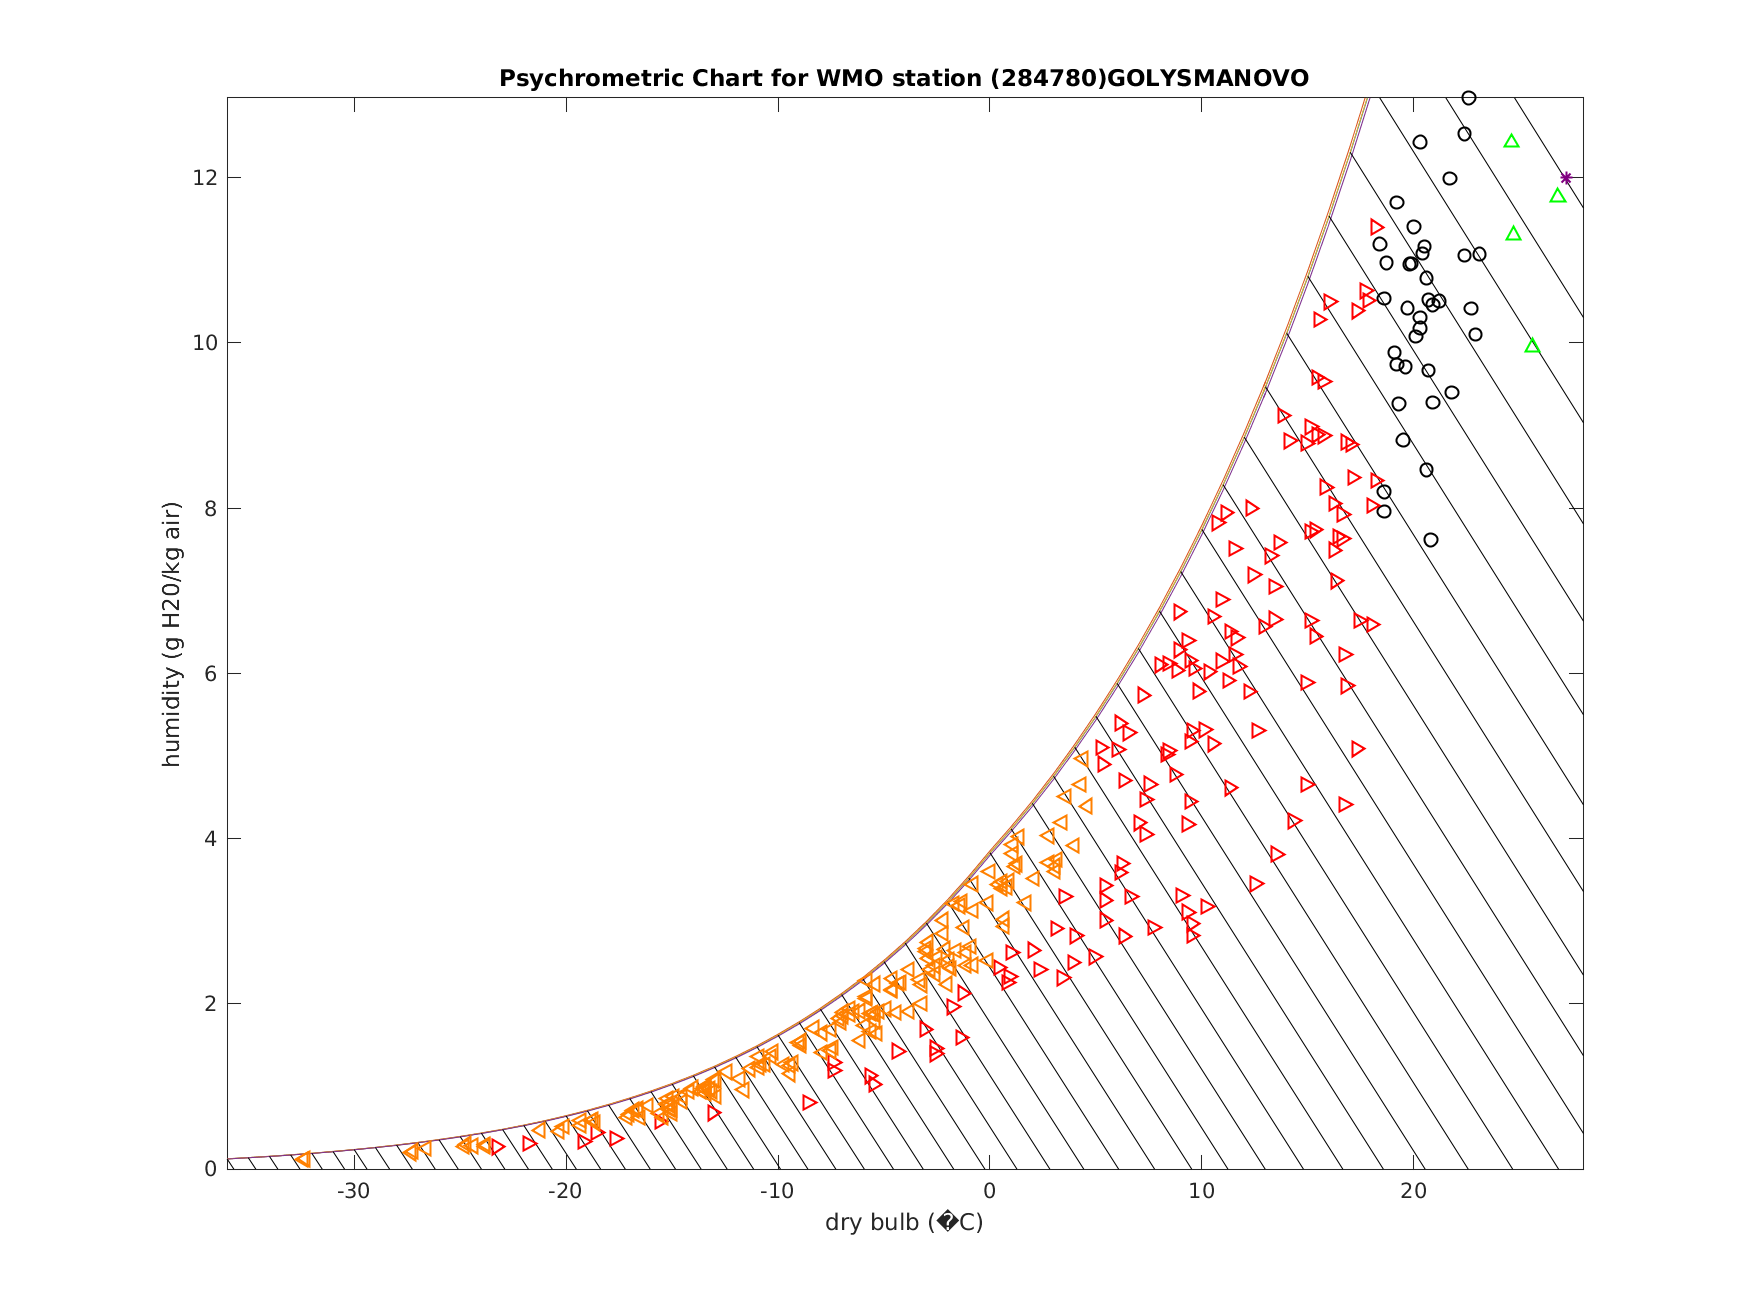 Psychrometric Chart for WMO station (284780)GOLYSMANOVO
humidity (g H20/kg air)
12
10
8
6
4
2
0
-30 -20 -10 0 10 20
dry bulb (�C)